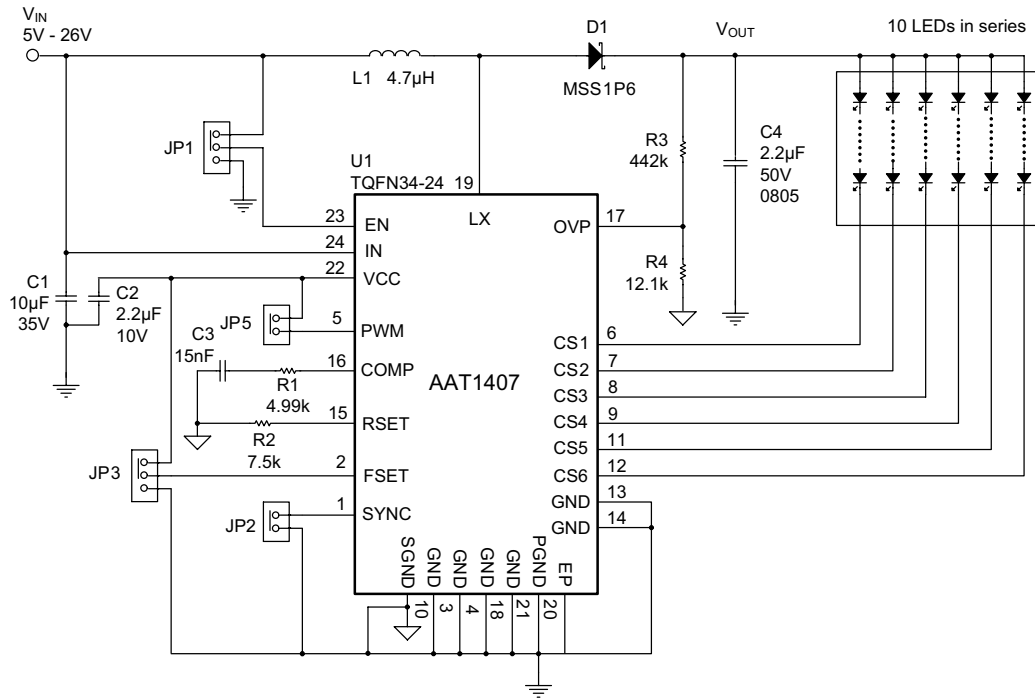 VIN
5V - 26V
L1 4.7µH
D1
MSS1P6
VOUT
10 LEDs in series
JP1
U1
TQFN34-24
19
LX
R3
442k
C4
2.2µF
50V
0805
23
EN
24
IN
22
VCC
OVP
17
R4
12.1k
C1
10µF
35V
C2
2.2µF
10V
JP5
5
PWM
C3
15nF
16
COMP
R1
4.99k
15
RSET
R2
7.5k
AAT1407
CS1
6
CS2
7
CS3
8
CS4
9
CS5
11
CS6
12
GND
13
GND
14
JP3
2
FSET
JP2
1
SYNC
SGND
GND
GND
GND
GND
PGND
EP
10
3
4
18
21
20